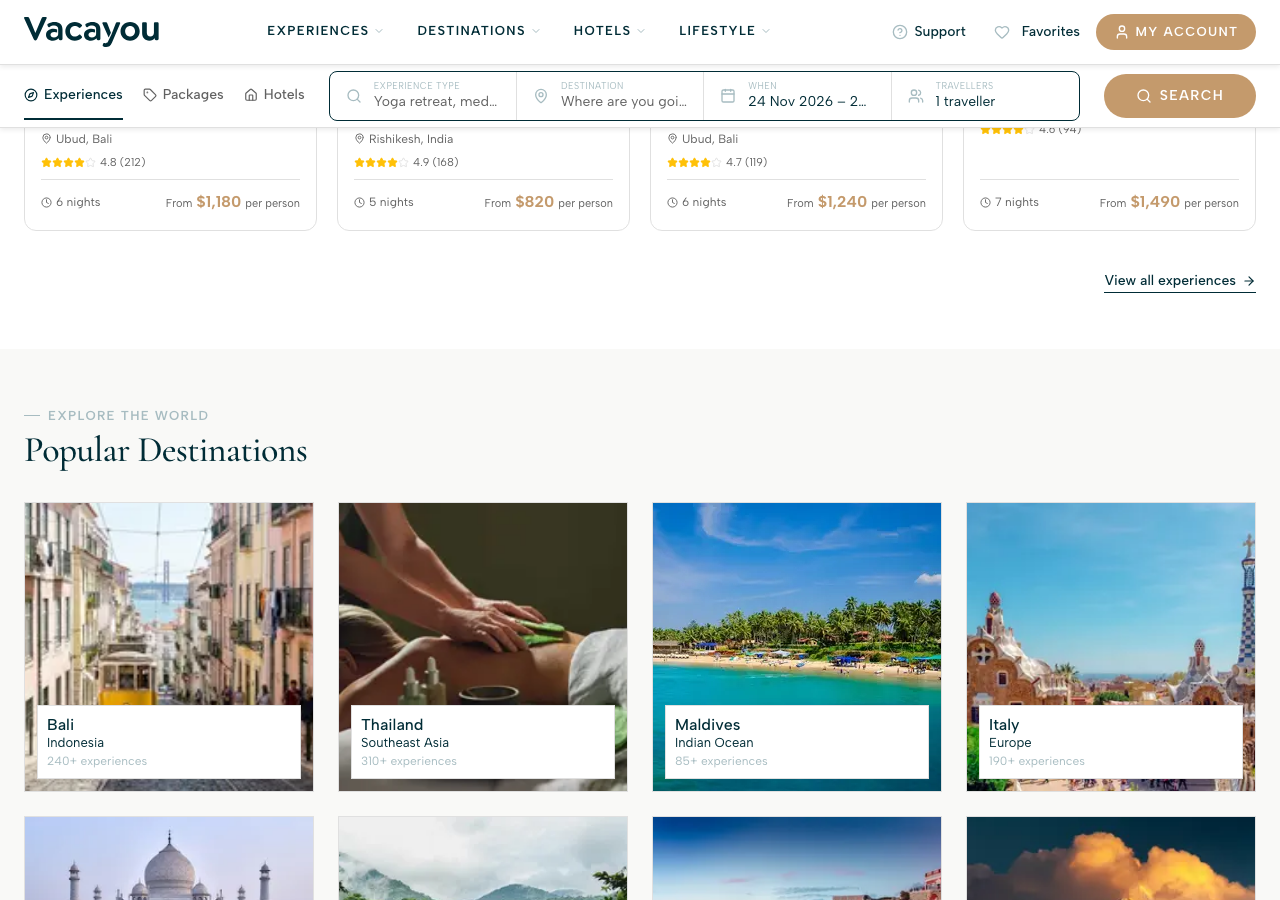 Vacayou
EXPERIENCES
DESTINATIONS
HOTELS
LIFESTYLE
Support
Favorites
MY ACCOUNT
Experiences
Packages
Hotels
EXPERIENCE TYPE
Yoga retreat, med...
DESTINATION
Where are you goi...
WHEN
24 Nov 2026 – 2...
TRAVELLERS
1 traveller
SEARCH
Ubud, Bali
4.8 (212)
6 nights
From $1,180 per person
Rishikesh, India
4.9 (168)
5 nights
From $820 per person
Ubud, Bali
4.7 (119)
6 nights
From $1,240 per person
4.6 (94)
7 nights
From $1,490 per person
View all experiences
EXPLORE THE WORLD
Popular Destinations
Bali
Indonesia
240+ experiences
Thailand
Southeast Asia
310+ experiences
Maldives
Indian Ocean
85+ experiences
Italy
Europe
190+ experiences